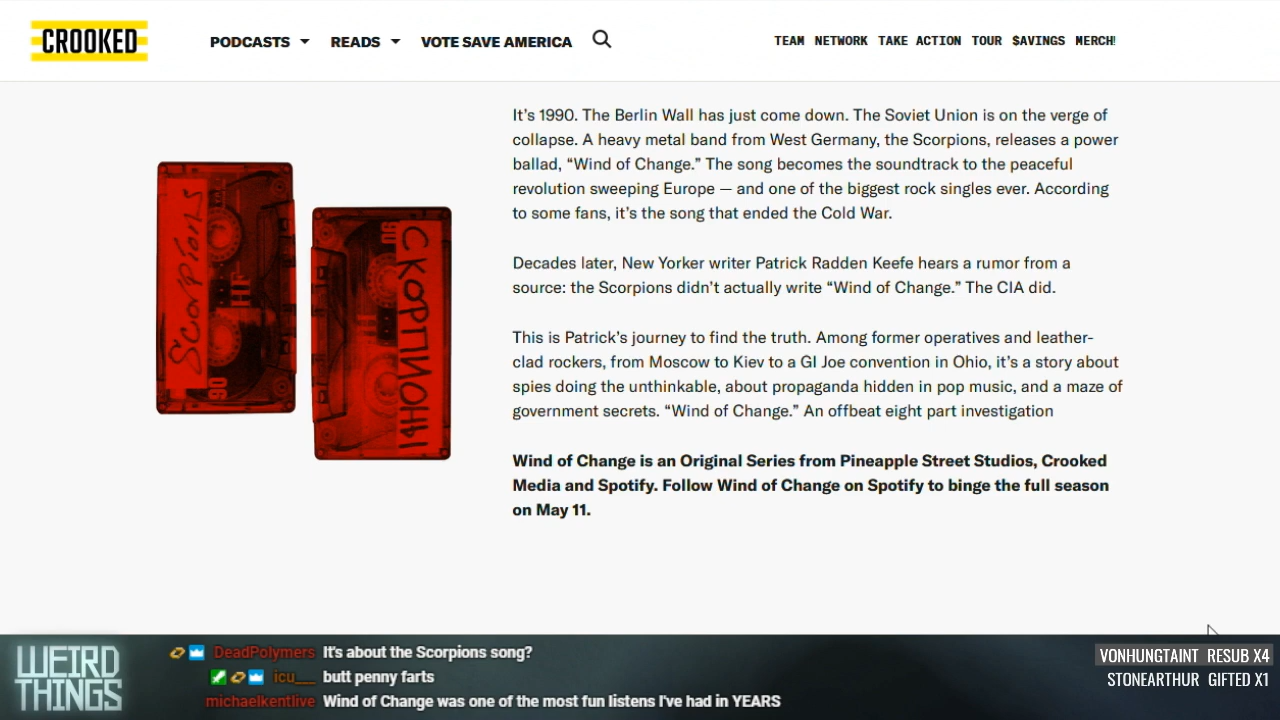 CROOKED
PODCASTS
READS
VOTE SAVE AMERICA
TEAM NETWORK TAKE ACTION TOUR $AVINGS MERCH!
It's 1990. The Berlin Wall has just come down. The Soviet Union is on the verge of
collapse. A heavy metal band from West Germany, the Scorpions, releases a power
ballad, “Wind of Change.” The song becomes the soundtrack to the peaceful
revolution sweeping Europe — and one of the biggest rock singles ever. According
to some fans, it's the song that ended the Cold War.
Decades later, New Yorker writer Patrick Radden Keefe hears a rumor from a
source: the Scorpions didn't actually write “Wind of Change.” The CIA did.
This is Patrick's journey to find the truth. Among former operatives and leather-
clad rockers, from Moscow to Kiev to a GI Joe convention in Ohio, it's a story about
spies doing the unthinkable, about propaganda hidden in pop music, and a maze of
government secrets. “Wind of Change.” An offbeat eight part investigation
Wind of Change is an Original Series from Pineapple Street Studios, Crooked
Media and Spotify. Follow Wind of Change on Spotify to binge the full season
on May 11.
Scorpions
90
СКОРПИОНЫ
90
WEIRD
THINGS
DeadPolymers It's about the Scorpions song?
icu__ butt penny farts
michaelkentlive Wind of Change was one of the most fun listens I've had in YEARS
VONHUNGTAINT RESUB X4
STONEARTHUR GIFTED X1